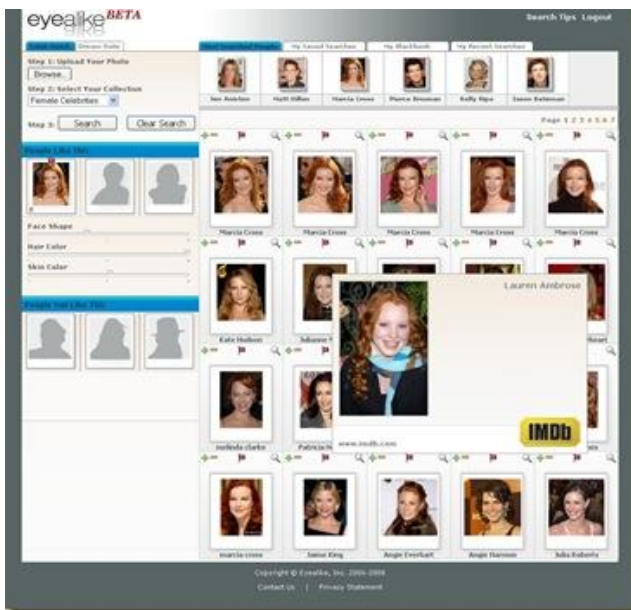 eyealike BETA
Search Tips Logout
Step 1: Upload Your Photo
Browse..
Step 2: Select Your Collection
Female Celebrities
Step 3: Search Clear Search
Most Searched People My Saved Searches My Blackbook My Recent Searches
Jen Aniston Matt Dillon Marcia Cross Pierce Brosnan Kelly Ripa Jason Bateman
Page 1 2 3 4 5 6 7
People Like This:
Face Shape
Hair Color
Skin Color
People Not Like This:
Marcia Cross Marcia Cross Marcia Cross Marcia Cross Marcia Cross
Kate Hudson Julianne
Lauren Ambrose
www.imdb.com
IMDb
melinda clarke Patricia
marcia cross Jaime King Angie Everhart Angie Harmon Julia Roberts
Copyright © Eyealike, Inc. 2006-2008
Contact Us | Privacy Statement